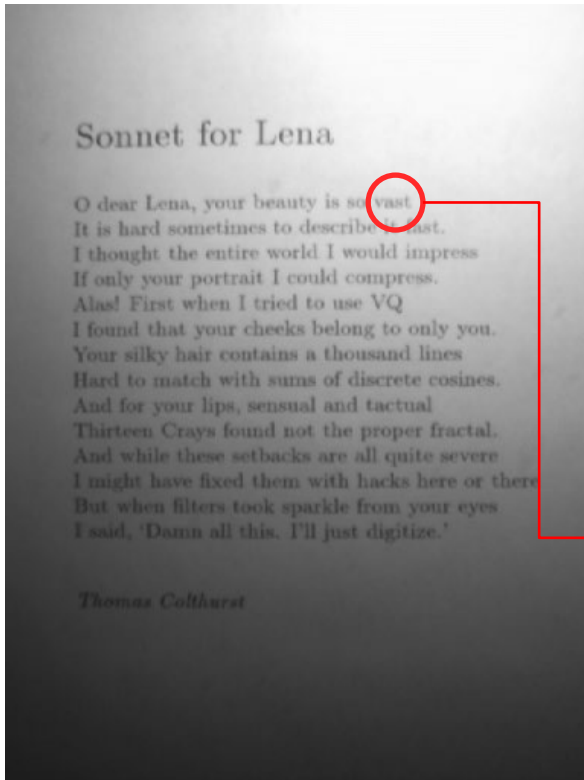 Sonnet for Lena
O dear Lena, your beauty is so vast
It is hard sometimes to describe it fast.
I thought the entire world I would impress
If only your portrait I could compress.
Alas! First when I tried to use VQ
I found that your cheeks belong to only you.
Your silky hair contains a thousand lines
Hard to match with sums of discrete cosines.
And for your lips, sensual and tactual
Thirteen Crays found not the proper fractal.
And while these setbacks are all quite severe
I might have fixed them with hacks here or there
But when filters took sparkle from your eyes
I said, 'Damn all this. I'll just digitize.'
Thomas Colthurst